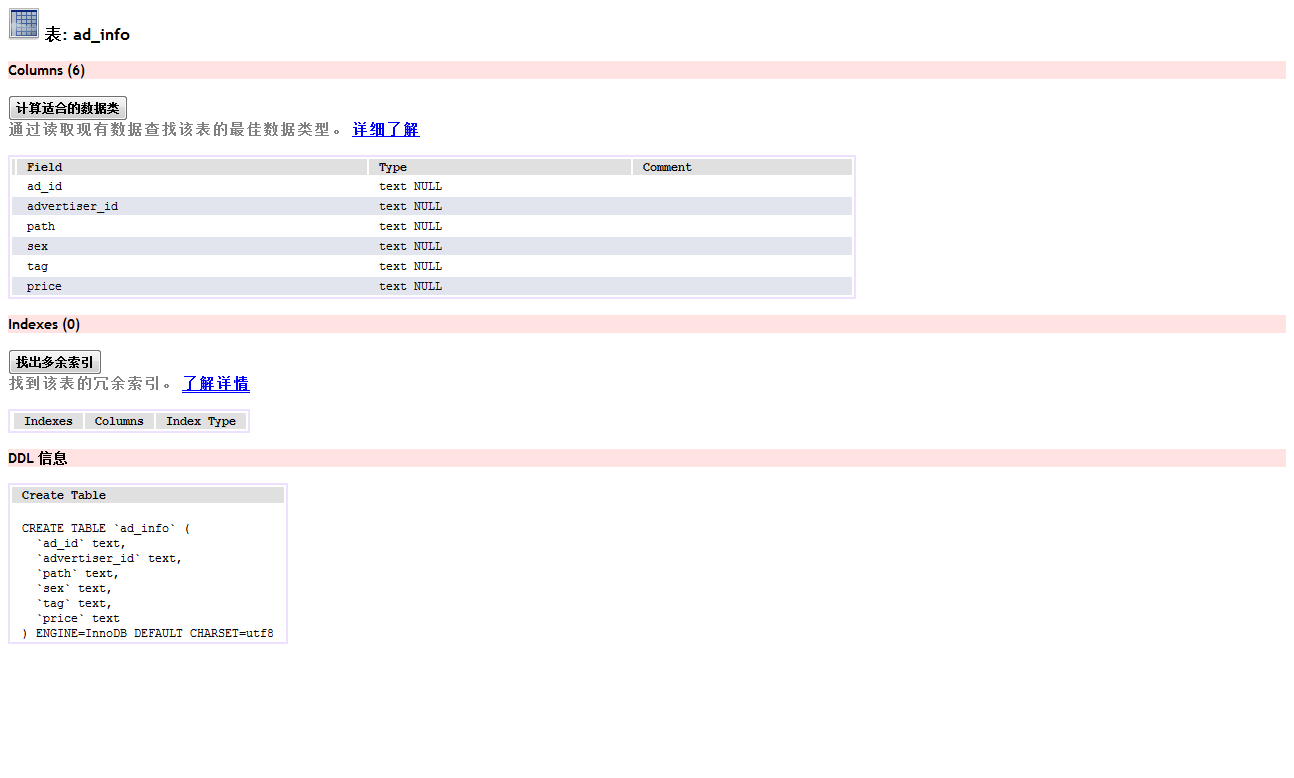 表: ad_info
Columns (6)
计算适合的数据类
通过读取现有数据查找该表的最佳数据类型。 详细了解
Field Type Comment
ad_id text NULL
advertiser_id text NULL
path text NULL
sex text NULL
tag text NULL
price text NULL
Indexes (0)
找出多余索引
找到该表的冗余索引。 了解详情
Indexes Columns Index Type
DDL 信息
Create Table
CREATE TABLE `ad_info` (
`ad_id` text,
`advertiser_id` text,
`path` text,
`sex` text,
`tag` text,
`price` text
) ENGINE=InnoDB DEFAULT CHARSET=utf8